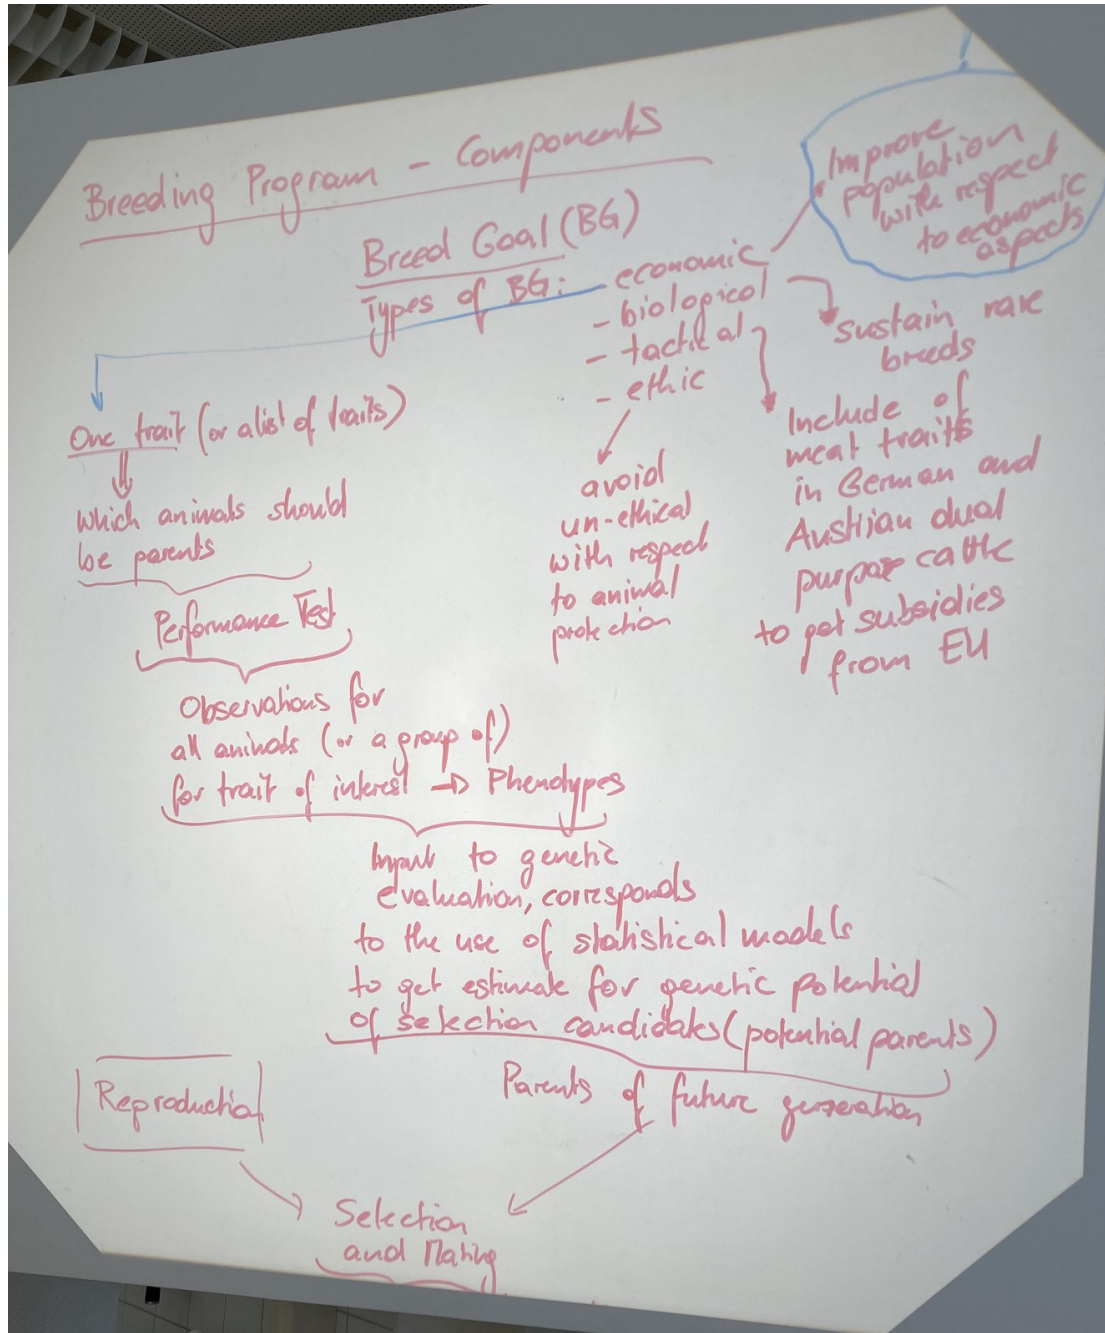 Breeding Program - Components
Improve
population
with respect
to economic
aspects
!
Breed Goal (BG)
Types of BG: - economic
- biological
- tactical
- ethic
sustain rare
breeds
Include of
meat traits
in German and
Austrian dual
purpose cattle
to get subsidies
from EU
avoid
un-ethical
with respect
to animal
protection
One trait (or a list of traits)
which animals should
be parents
Performance Test
Observations for
all animals (or a group of)
for trait of interest → Phenotypes
Input to genetic
evaluation, corresponds
to the use of statistical models
to get estimate for genetic potential
of selection candidates (potential parents)
Parents of future generation
Reproduction
Selection
and Mating